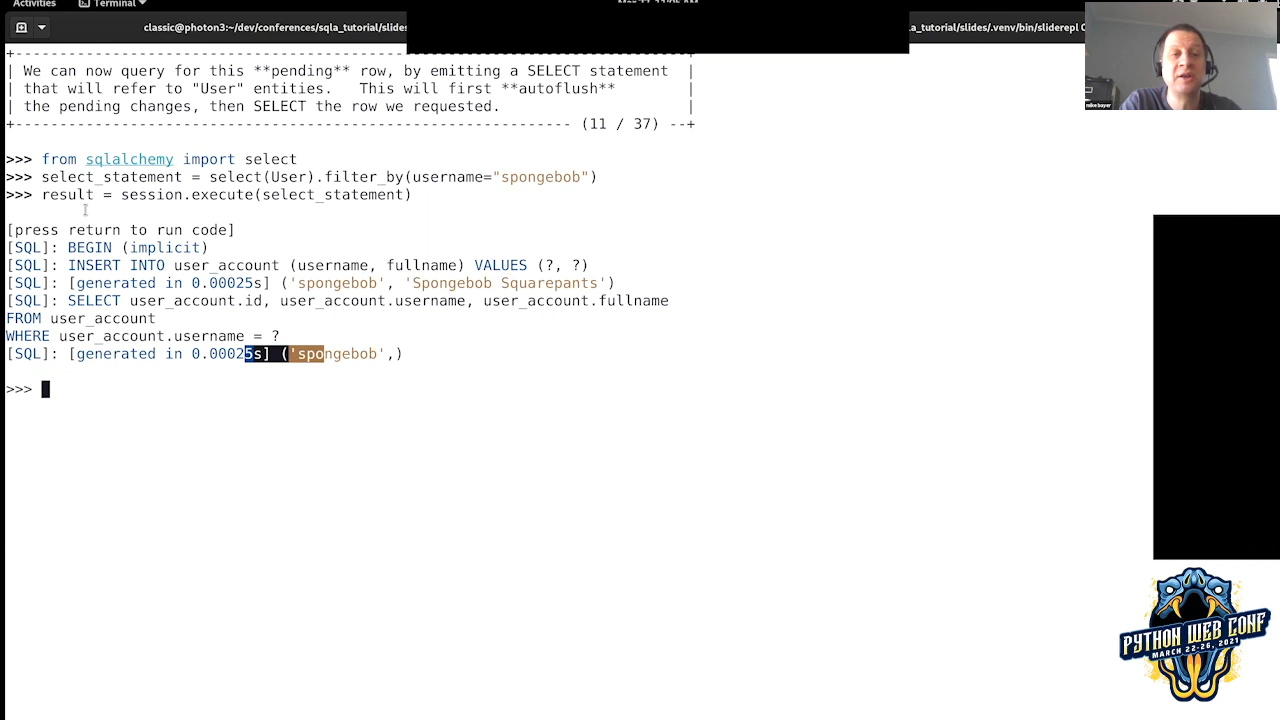 Activities
Terminal
classic@photon3:~/dev/conferences/sqla_tutorial/slides
la_tutorial/slides/.venv/bin/sliderepl
mike bayer
+---------------------------------------------------------------------------+
| We can now query for this **pending** row, by emitting a SELECT statement |
| that will refer to "User" entities. This will first **autoflush** |
| the pending changes, then SELECT the row we requested. |
+-------------------------------------------------------------- (11 / 37) --+
>>> from sqlalchemy import select
>>> select_statement = select(User).filter_by(username="spongebob")
>>> result = session.execute(select_statement)
[press return to run code]
[SQL]: BEGIN (implicit)
[SQL]: INSERT INTO user_account (username, fullname) VALUES (?, ?)
[SQL]: [generated in 0.00025s] ('spongebob', 'Spongebob Squarepants')
[SQL]: SELECT user_account.id, user_account.username, user_account.fullname
FROM user_account
WHERE user_account.username = ?
[SQL]: [generated in 0.00025s] ('spongebob',)
>>>
PYTHON WEB CONF
MARCH 22-26, 2021